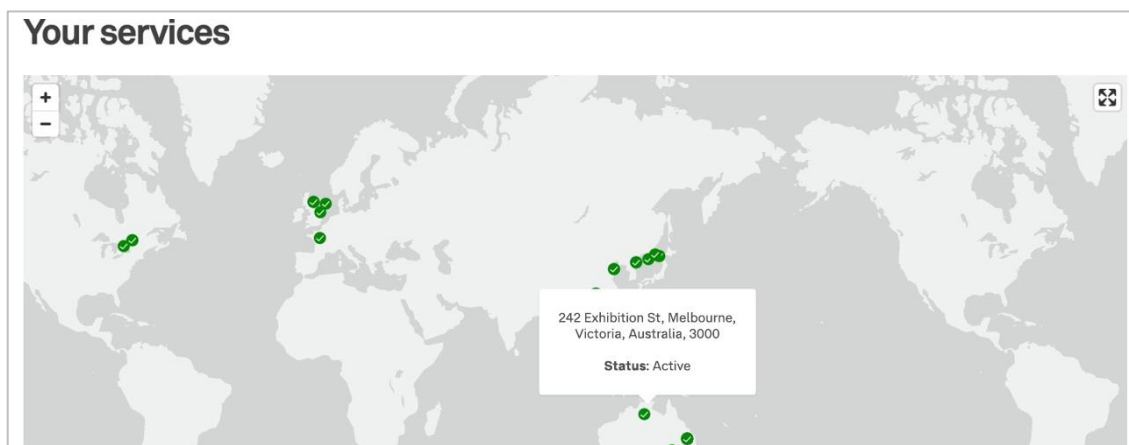 Your services
+
−
242 Exhibition St, Melbourne,
Victoria, Australia, 3000
Status: Active